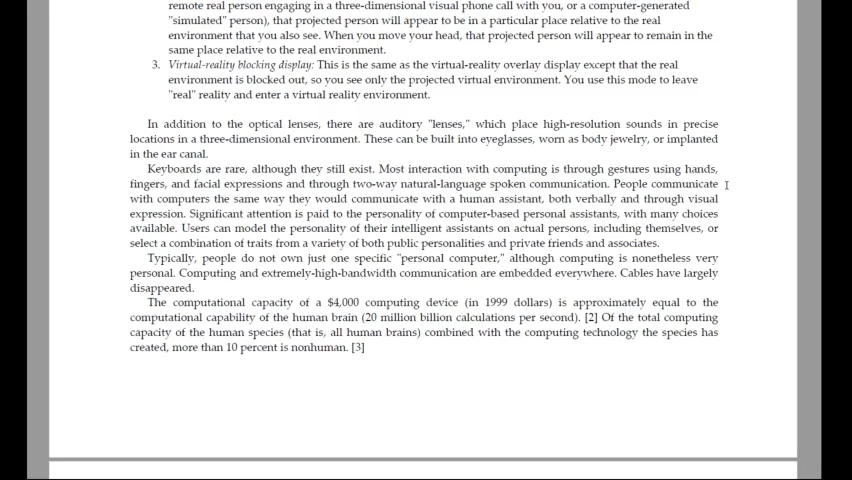 remote real person engaging in a three-dimensional visual phone call with you, or a computer-generated
"simulated" person), that projected person will appear to be in a particular place relative to the real
environment that you also see. When you move your head, that projected person will appear to remain in the
same place relative to the real environment.
3. Virtual-reality blocking display: This is the same as the virtual-reality overlay display except that the real
environment is blocked out, so you see only the projected virtual environment. You use this mode to leave
"real" reality and enter a virtual reality environment.
In addition to the optical lenses, there are auditory "lenses," which place high-resolution sounds in precise
locations in a three-dimensional environment. These can be built into eyeglasses, worn as body jewelry, or implanted
in the ear canal.
Keyboards are rare, although they still exist. Most interaction with computing is through gestures using hands,
fingers, and facial expressions and through two-way natural-language spoken communication. People communicate
with computers the same way they would communicate with a human assistant, both verbally and through visual
expression. Significant attention is paid to the personality of computer-based personal assistants, with many choices
available. Users can model the personality of their intelligent assistants on actual persons, including themselves, or
select a combination of traits from a variety of both public personalities and private friends and associates.
Typically, people do not own just one specific "personal computer," although computing is nonetheless very
personal. Computing and extremely-high-bandwidth communication are embedded everywhere. Cables have largely
disappeared.
The computational capacity of a $4,000 computing device (in 1999 dollars) is approximately equal to the
computational capability of the human brain (20 million billion calculations per second). [2] Of the total computing
capacity of the human species (that is, all human brains) combined with the computing technology the species has
created, more than 10 percent is nonhuman. [3]